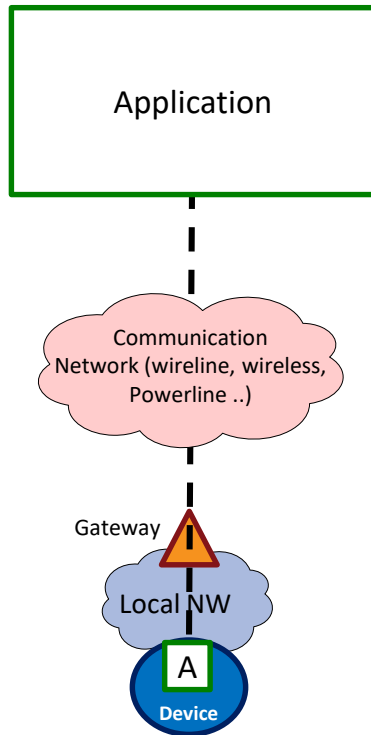 Application
Communication
Network (wireline, wireless,
Powerline ..)
Gateway
Local NW
A
Device